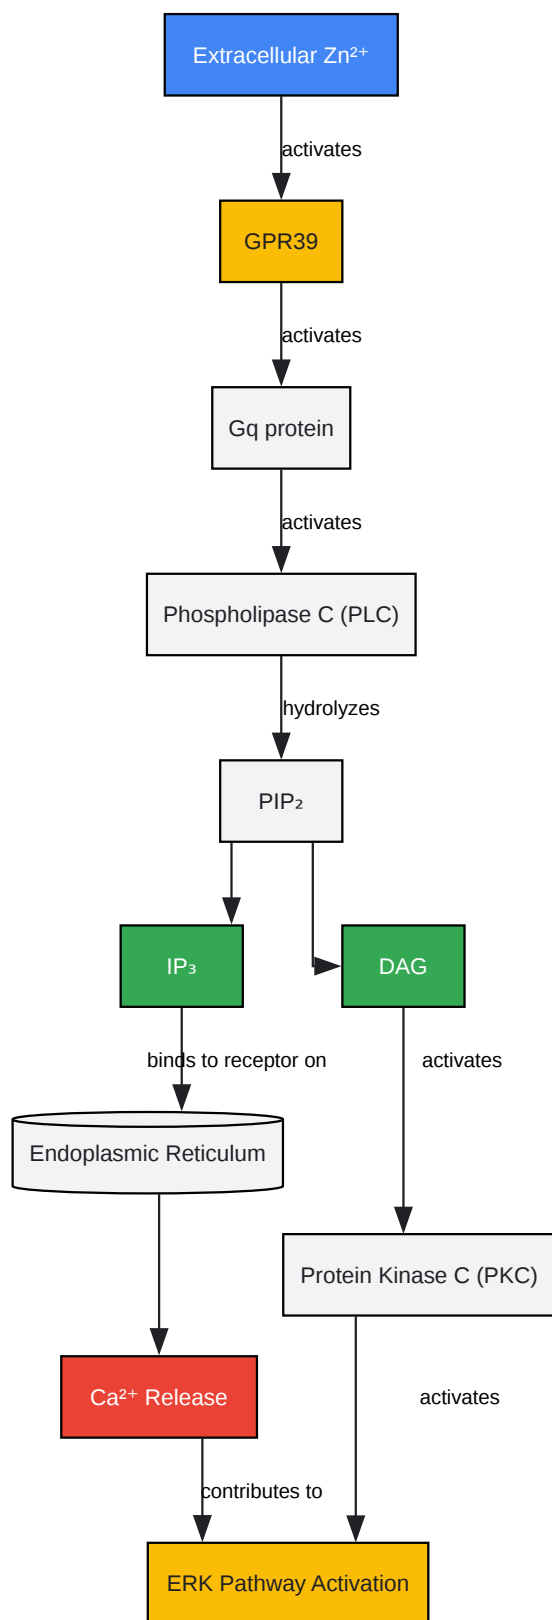 Extracellular Zn²⁺
activates
GPR39
activates
Gq protein
activates
Phospholipase C (PLC)
hydrolyzes
PIP₂
IP₃
DAG
binds to receptor on
activates
Endoplasmic Reticulum
Protein Kinase C (PKC)
Ca²⁺ Release
activates
contributes to
ERK Pathway Activation